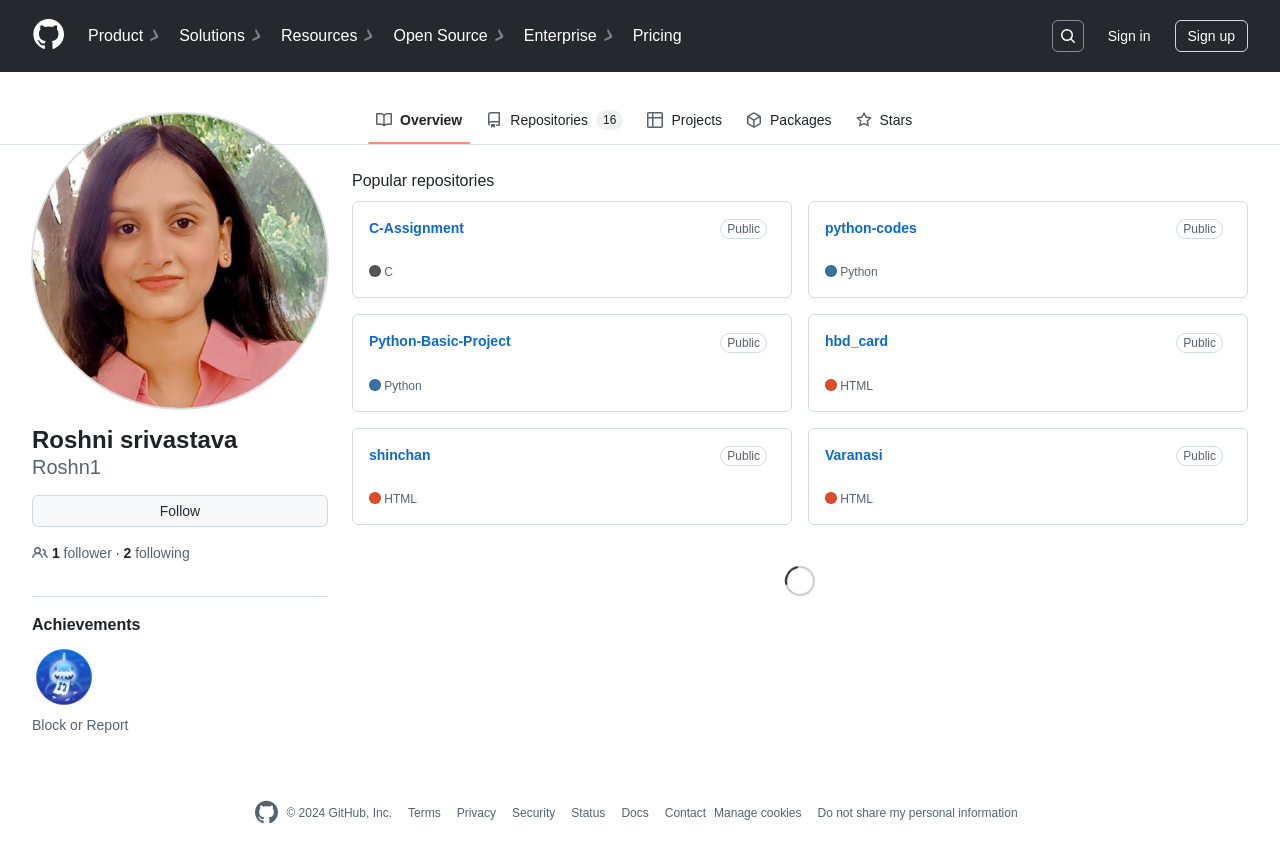 Product Solutions Resources Open Source Enterprise Pricing Sign in Sign up
Overview Repositories 16 Projects Packages Stars
Popular repositories
C-Assignment Public
C
python-codes Public
Python
Python-Basic-Project Public
Python
hbd_card Public
HTML
shinchan Public
HTML
Varanasi Public
HTML
Roshni srivastava
Roshn1
Follow
1 follower · 2 following
Achievements
Block or Report
© 2024 GitHub, Inc. Terms Privacy Security Status Docs Contact Manage cookies Do not share my personal information